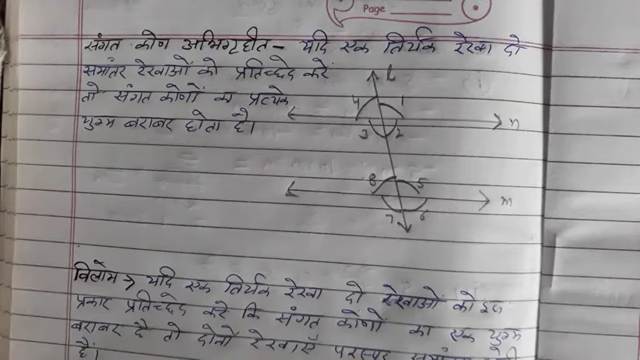 Page
संगत कोण अभिगृहीत - यदि एक तिर्यक रेखा दो
समांतर रेखाओं को प्रतिच्छेद करें
तो संगत कोणों का प्रत्येक
युग्म बराबर होता है।
L
4 1
n
3 2
8 5
m
7 6
विलोम → यदि एक तिर्यक रेखा दो रेखाओं को इस
प्रकार प्रतिच्छेद करे कि संगत कोणों का एक युग्म
बराबर है तो दोनों रेखाएँ परस्पर
है।